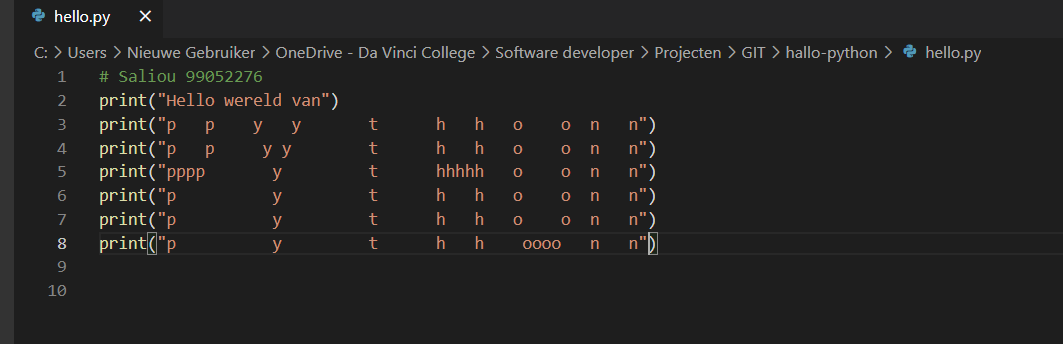 hello.py
C: > Users > Nieuwe Gebruiker > OneDrive - Da Vinci College > Software developer > Projecten > GIT > hallo-python > hello.py
1 # Saliou 99052276
2 print("Hello wereld van")
3 print("p   p    y   y       t      h   h   o    o  n   n")
4 print("p   p     y y        t      h   h   o    o  n   n")
5 print("pppp       y         t      hhhhh   o    o  n   n")
6 print("p          y         t      h   h   o    o  n   n")
7 print("p          y         t      h   h   o    o  n   n")
8 print("p          y         t      h   h    oooo   n   n")
9
10